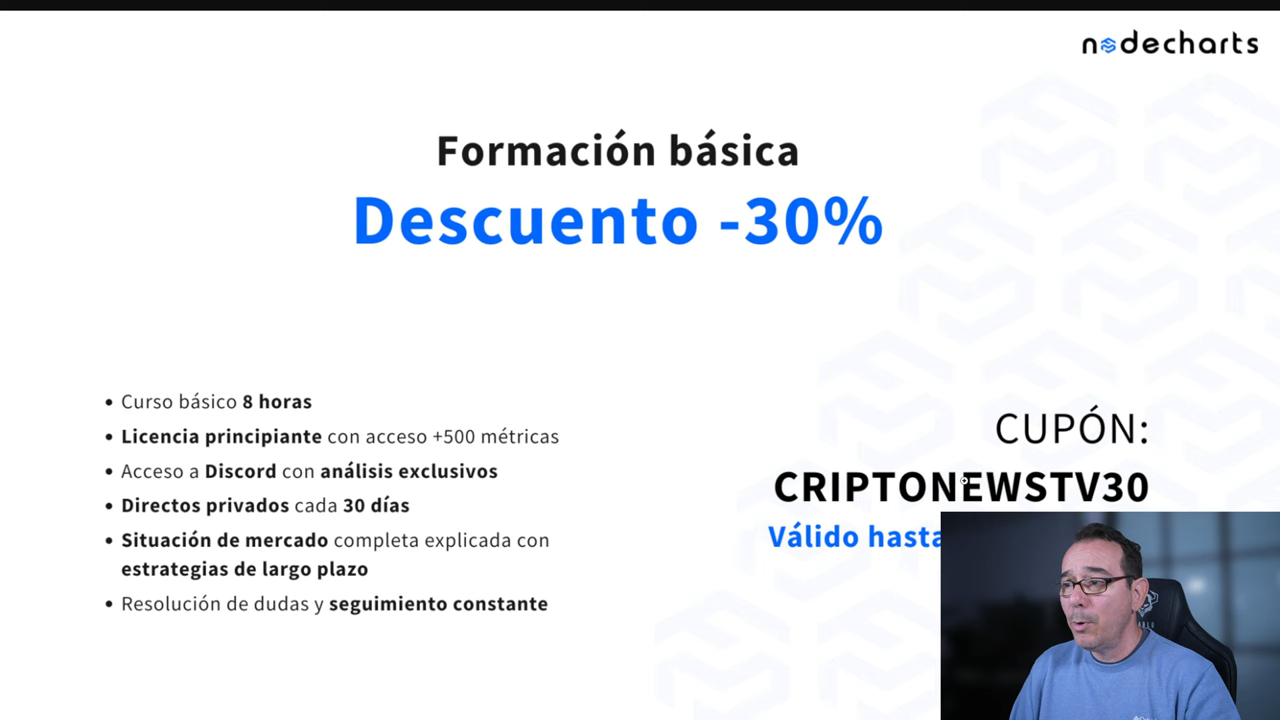 nodecharts
Formación básica
Descuento -30%
• Curso básico 8 horas
• Licencia principiante con acceso +500 métricas
• Acceso a Discord con análisis exclusivos
• Directos privados cada 30 días
• Situación de mercado completa explicada con
estrategias de largo plazo
• Resolución de dudas y seguimiento constante
CUPÓN:
CRIPTONEWSTV30
Válido hasta